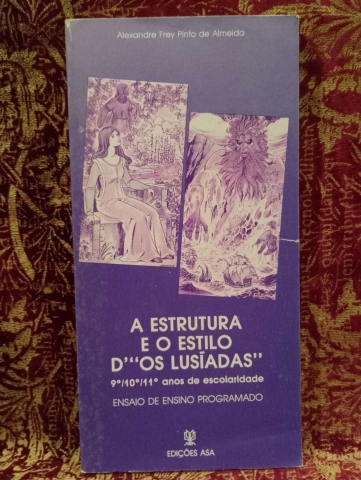 Alexandre Frey Pinto de Almeida
A ESTRUTURA
E O ESTILO
D'“OS LUSÍADAS”
9º/10º/11º anos de escolaridade
ENSAIO DE ENSINO PROGRAMADO
EDIÇÕES ASA